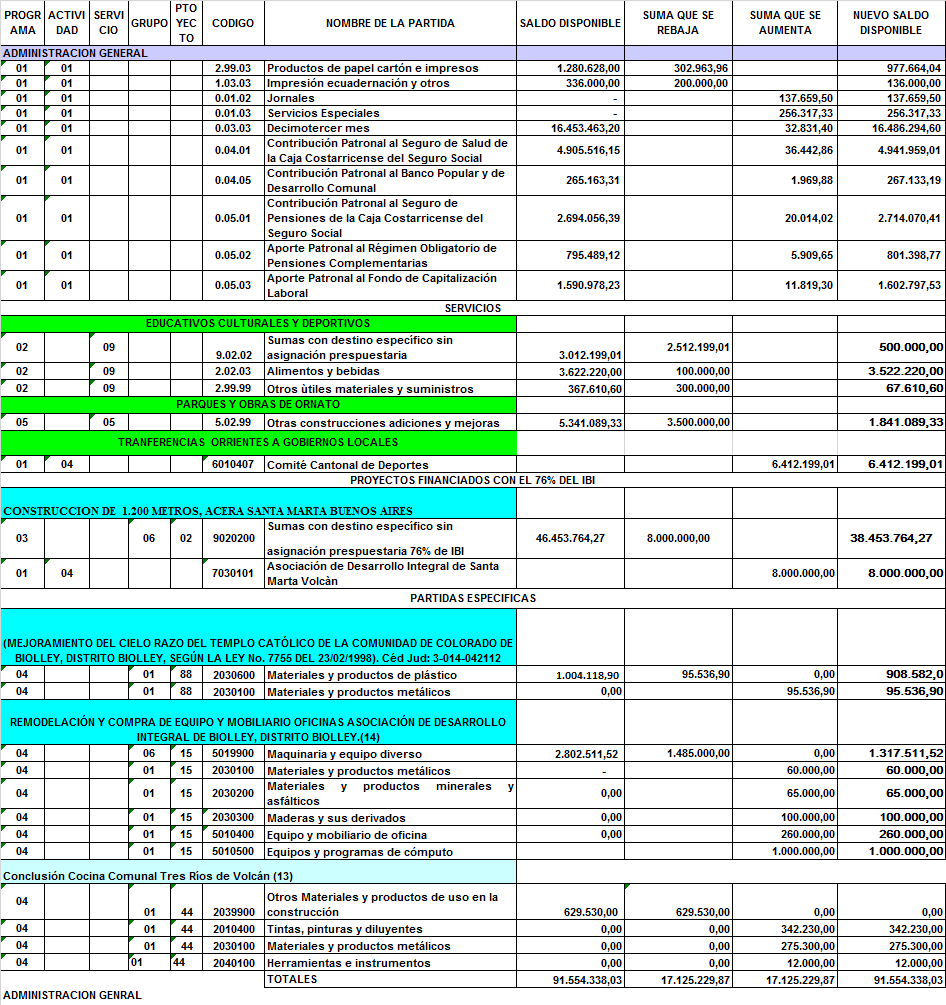 PROGR AMA ACTIVI DAD SERVI CIO GRUPO PTO YEC TO CODIGO NOMBRE DE LA PARTIDA SALDO DISPONIBLE SUMA QUE SE REBAJA SUMA QUE SE AUMENTA NUEVO SALDO DISPONIBLE
ADMINISTRACION GENERAL
01 01 2.99.03 Productos de papel cartón e impresos 1.280.628,00 302.963,96 977.664,04
01 01 1.03.03 Impresión ecuadernación y otros 336.000,00 200.000,00 136.000,00
01 01 0.01.02 Jornales - 137.659,50 137.659,50
01 01 0.01.03 Servicios Especiales - 256.317,33 256.317,33
01 01 0.03.03 Decimotercer mes 16.453.463,20 32.831,40 16.486.294,60
01 01 0.04.01 Contribución Patronal al Seguro de Salud de
la Caja Costarricense del Seguro Social 4.905.516,15 36.442,86 4.941.959,01
01 01 0.04.05 Contribución Patronal al Banco Popular y de
Desarrollo Comunal 265.163,31 1.969,88 267.133,19
01 01 0.05.01 Contribución Patronal al Seguro de
Pensiones de la Caja Costarricense del
Seguro Social 2.694.056,39 20.014,02 2.714.070,41
01 01 0.05.02 Aporte Patronal al Règimen Obligatorio de
Pensiones Complementarias 795.489,12 5.909,65 801.398,77
01 01 0.05.03 Aporte Patronal al Fondo de Capitalización
Laboral 1.590.978,23 11.819,30 1.602.797,53
SERVICIOS
EDUCATIVOS CULTURALES Y DEPORTIVOS
02 09 9.02.02 Sumas con destino específico sin
asignación prespuestaria 3.012.199,01 2.512.199,01 500.000,00
02 09 2.02.03 Alimentos y bebidas 3.622.220,00 100.000,00 3.522.220,00
02 09 2.99.99 Otros ùtiles materiales y suministros 367.610,60 300.000,00 67.610,60
PARQUES Y OBRAS DE ORNATO
05 05 5.02.99 Otras construcciones adiciones y mejoras 5.341.089,33 3.500.000,00 1.841.089,33
TRANFERENCIAS ORRIENTES A GOBIERNOS LOCALES
01 04 6010407 Comité Cantonal de Deportes 6.412.199,01 6.412.199,01
PROYECTOS FINANCIADOS CON EL 76% DEL IBI
CONSTRUCCION DE 1.200 METROS, ACERA SANTA MARTA BUENOS AIRES
03 06 02 9020200 Sumas con destino específico sin
asignación prespuestaria 76% de IBI 46.453.764,27 8.000.000,00 38.453.764,27
01 04 7030101 Asociación de Desarrollo Integral de Santa
Marta Volcàn 8.000.000,00 8.000.000,00
PARTIDAS ESPECIFICAS
(MEJORAMIENTO DEL CIELO RAZO DEL TEMPLO CATÓLICO DE LA COMUNIDAD DE COLORADO DE
BIOLLEY, DISTRITO BIOLLEY, SEGÚN LA LEY No. 7755 DEL 23/02/1998). Céd Jud: 3-014-042112
04 01 88 2030600 Materiales y productos de plástico 1.004.118,90 95.536,90 0,00 908.582,0
04 01 88 2030100 Materiales y productos metálicos 0,00 95.536,90 95.536,90
REMODELACIÓN Y COMPRA DE EQUIPO Y MOBILIARIO OFICINAS ASOCIACIÓN DE DESARROLLO
INTEGRAL DE BIOLLEY, DISTRITO BIOLLEY.(14)
04 06 15 5019900 Maquinaria y equipo diverso 2.802.511,52 1.485.000,00 0,00 1.317.511,52
04 01 15 2030100 Materiales y productos metálicos - 60.000,00 60.000,00
04 01 15 2030200 Materiales y productos minerales y
asfálticos 0,00 65.000,00 65.000,00
04 01 15 2030300 Maderas y sus derivados 0,00 100.000,00 100.000,00
04 01 15 5010400 Equipo y mobiliario de oficina 0,00 260.000,00 260.000,00
04 01 15 5010500 Equipos y programas de cómputo 1.000.000,00 1.000.000,00
Conclusión Cocina Comunal Tres Ríos de Volcán (13)
04 01 44 2039900 Otros Materiales y productos de uso en la
construcción 629.530,00 629.530,00 0,00 0,00
04 01 44 2010400 Tintas, pinturas y diluyentes 0,00 0,00 342.230,00 342.230,00
04 01 44 2030100 Materiales y productos metálicos 0,00 0,00 275.300,00 275.300,00
04 01 44 2040100 Herramientas e instrumentos 0,00 0,00 12.000,00 12.000,00
TOTALES 91.554.338,03 17.125.229,87 17.125.229,87 91.554.338,03
ADMINISTRACION GENRAL